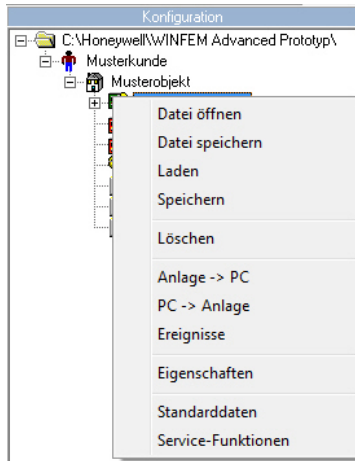 Konfiguration
C:\Honeywell\WINFEM Advanced Prototyp\
Musterkunde
Musterobjekt
Datei öffnen
Datei speichern
Laden
Speichern
Löschen
Anlage -> PC
PC -> Anlage
Ereignisse
Eigenschaften
Standarddaten
Service-Funktionen